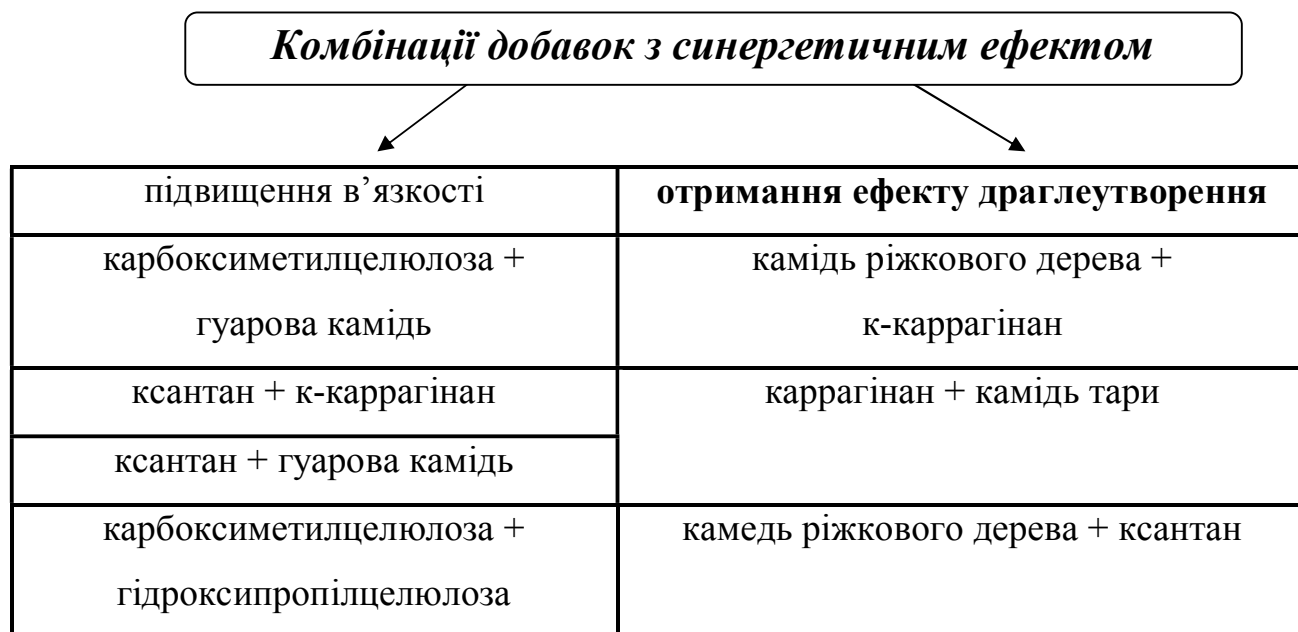 Комбінації добавок з синергетичним ефектом
підвищення в’язкості
отримання ефекту драглеутворення
карбоксиметилцелюлоза +
гуарова камідь
камідь ріжкового дерева +
к-каррагінан
ксантан + к-каррагінан
каррагінан + камідь тари
ксантан + гуарова камідь
карбоксиметилцелюлоза +
гідроксипропілцелюлоза
камедь ріжкового дерева + ксантан